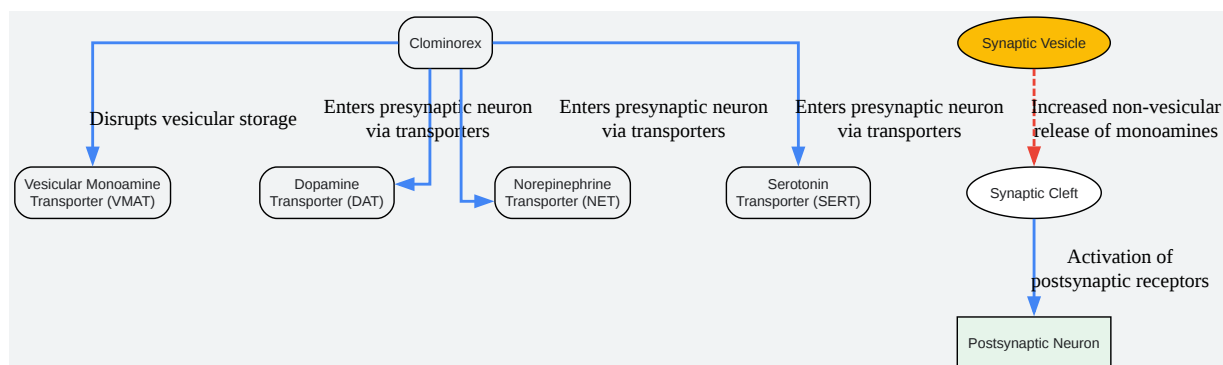 Clominorex
Synaptic Vesicle
Disrupts vesicular storage
Enters presynaptic neuron
via transporters
Enters presynaptic neuron
via transporters
Enters presynaptic neuron
via transporters
Increased non-vesicular
release of monoamines
Vesicular Monoamine
Transporter (VMAT)
Dopamine
Transporter (DAT)
Norepinephrine
Transporter (NET)
Serotonin
Transporter (SERT)
Synaptic Cleft
Activation of
postsynaptic receptors
Postsynaptic Neuron